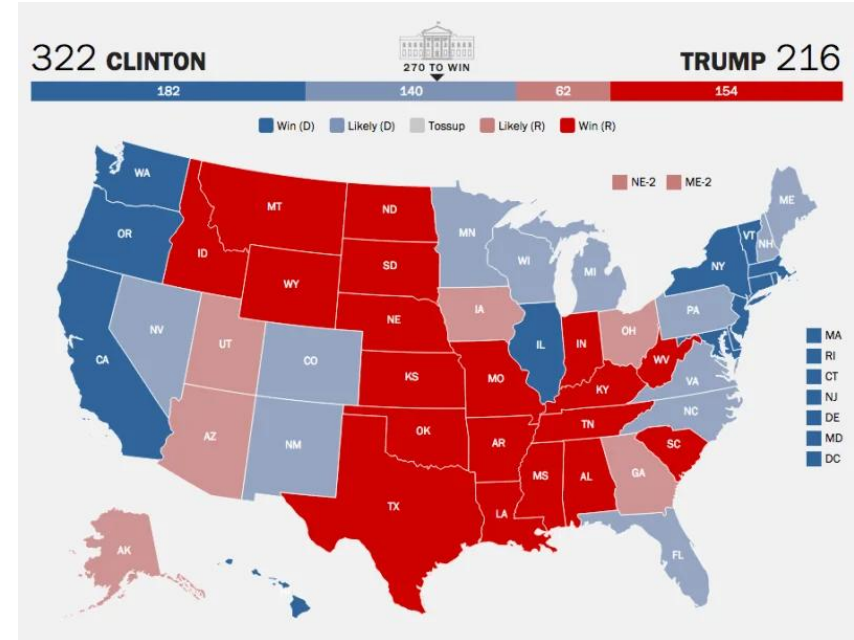 322 CLINTON
270 TO WIN
TRUMP 216
182 140 62 154
Win (D) Likely (D) Tossup Likely (R) Win (R)
NE-2 ME-2
WA
MT
ND
MN
ME
OR
ID
SD
WI
MI
NY
VT
NH
WY
NE
IA
PA
NV
UT
CO
IL
IN
OH
MA
RI
CT
NJ
DE
MD
DC
CA
KS
MO
KY
WV
VA
NC
AZ
NM
OK
AR
TN
SC
TX
LA
MS
AL
GA
FL
AK